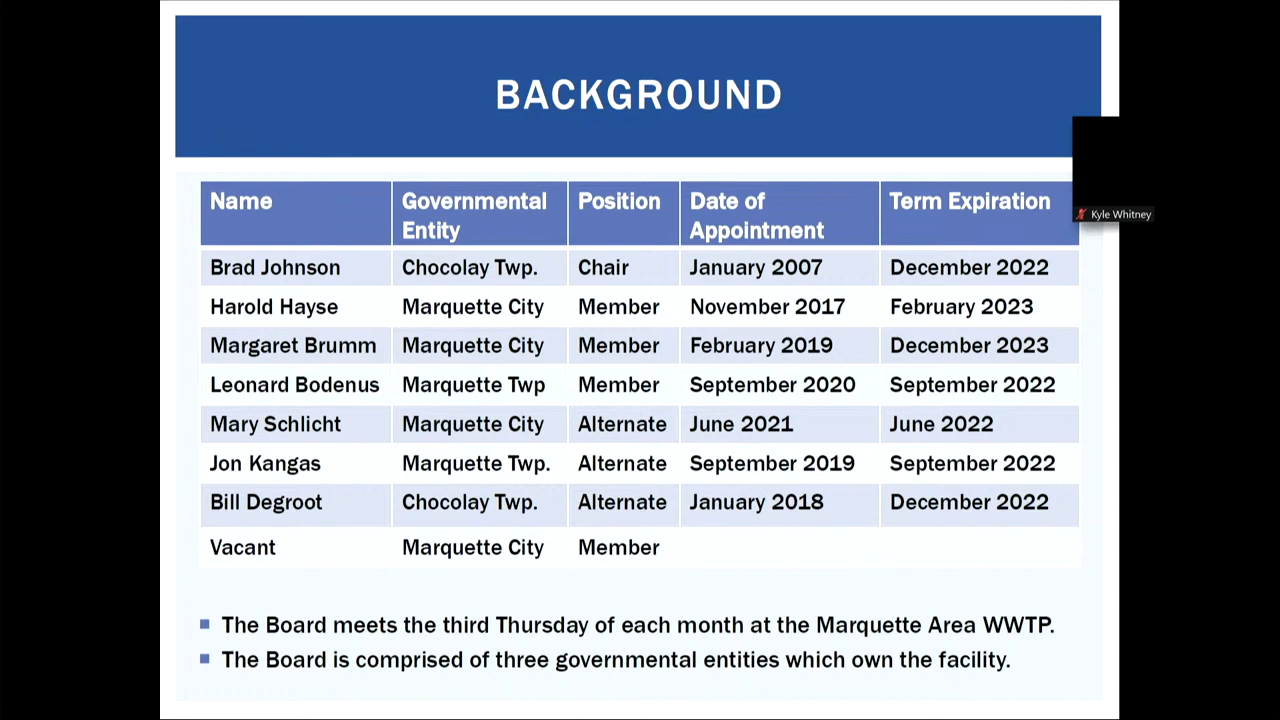 BACKGROUND
Name Governmental Entity Position Date of Appointment Term Expiration
Kyle Whitney
Brad Johnson Chocolay Twp. Chair January 2007 December 2022
Harold Hayse Marquette City Member November 2017 February 2023
Margaret Brumm Marquette City Member February 2019 December 2023
Leonard Bodenus Marquette Twp Member September 2020 September 2022
Mary Schlicht Marquette City Alternate June 2021 June 2022
Jon Kangas Marquette Twp. Alternate September 2019 September 2022
Bill Degroot Chocolay Twp. Alternate January 2018 December 2022
Vacant Marquette City Member
The Board meets the third Thursday of each month at the Marquette Area WWTP.
The Board is comprised of three governmental entities which own the facility.